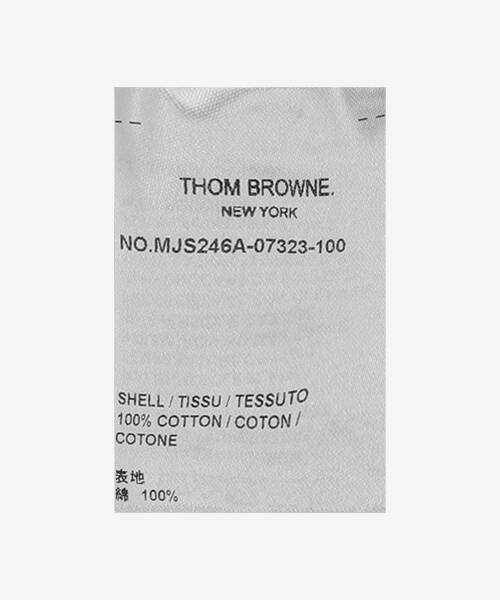 THOM BROWNE.
NEW YORK
NO.MJS246A-07323-100
SHELL / TISSU / TESSUTO
100% COTTON / COTON /
COTONE
表地
綿 100%